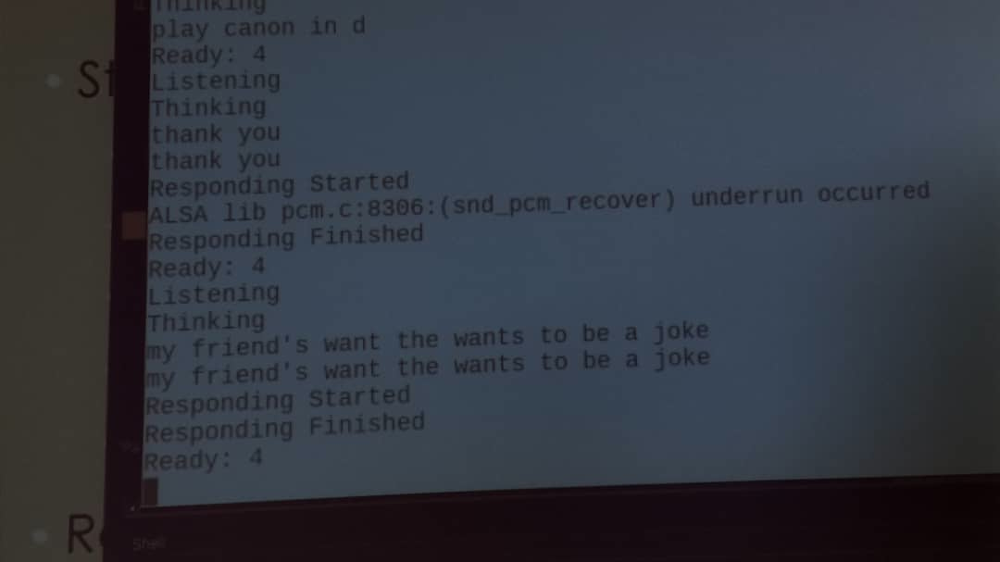 Thinking
play canon in d
Ready: 4
Listening
Thinking
thank you
thank you
Responding Started
ALSA lib pcm.c:8306:(snd_pcm_recover) underrun occurred
Responding Finished
Ready: 4
Listening
Thinking
my friend's want the wants to be a joke
my friend's want the wants to be a joke
Responding Started
Responding Finished
Ready: 4
Shell